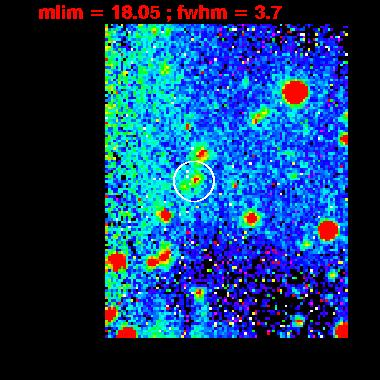 mlim = 18.05 ; fwhm = 3.7